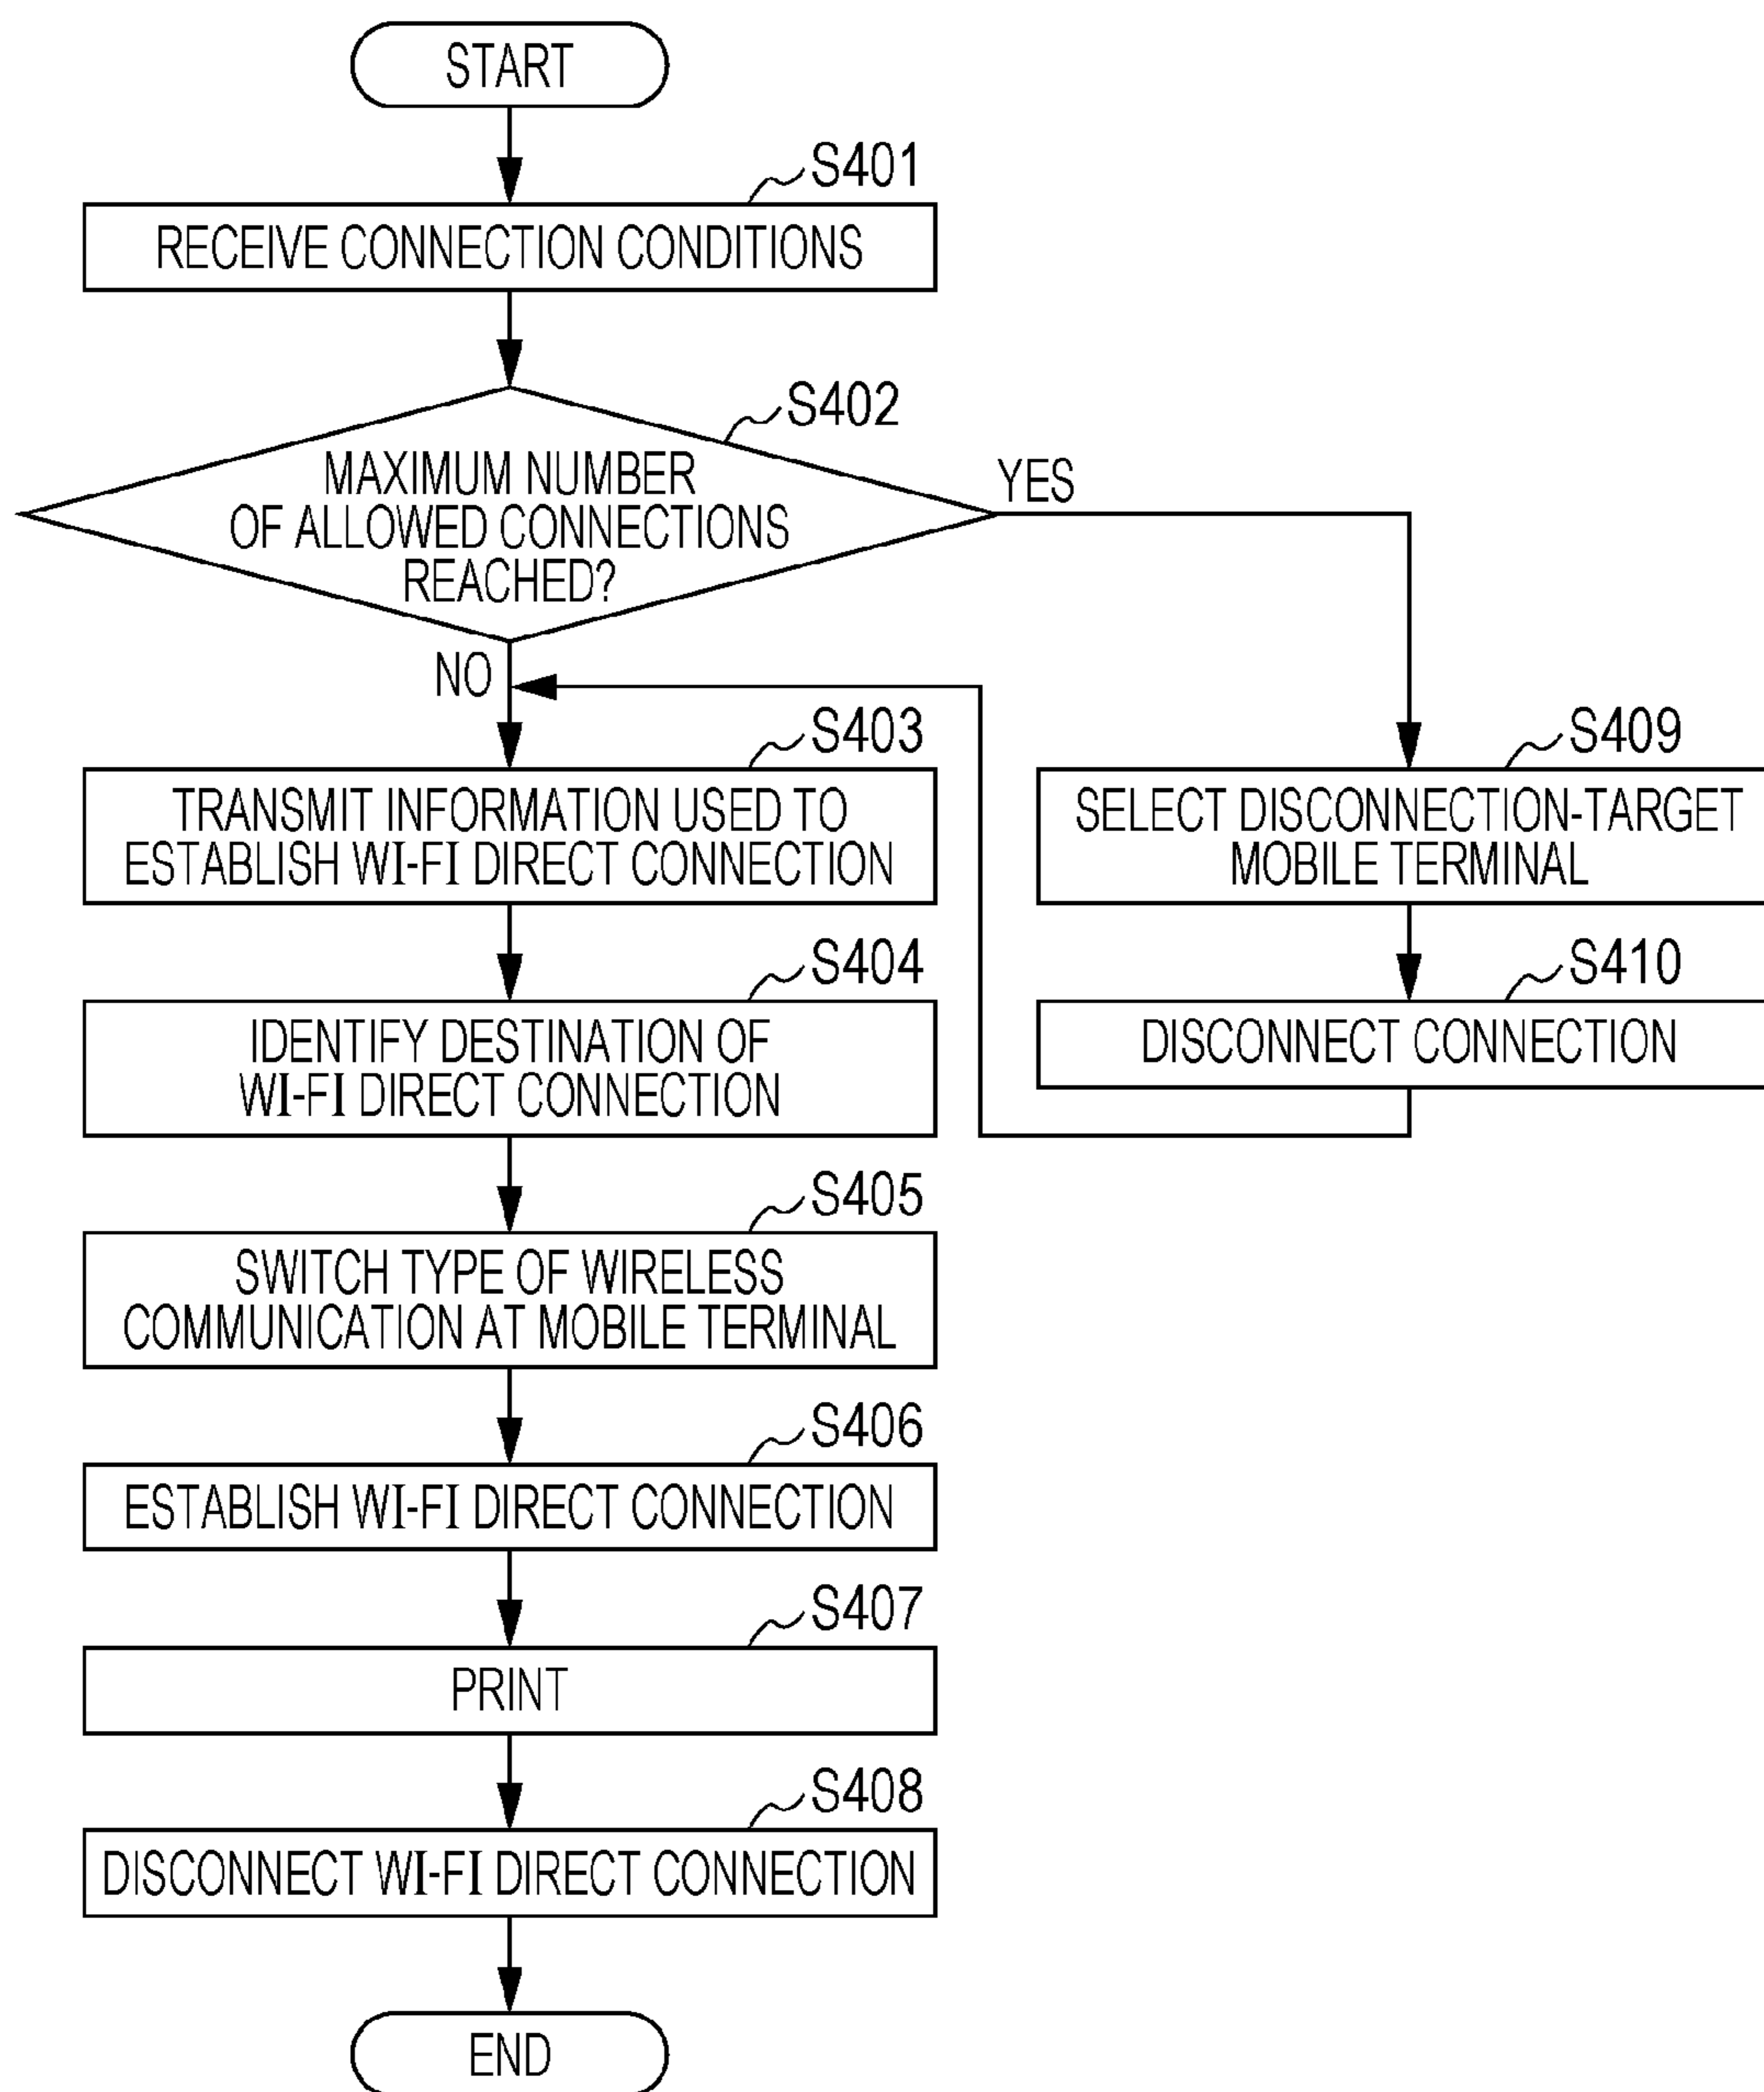 START
S401
RECEIVE CONNECTION CONDITIONS
S402
MAXIMUM NUMBER
OF ALLOWED CONNECTIONS
REACHED?
YES
NO
S403
TRANSMIT INFORMATION USED TO
ESTABLISH WI-FI DIRECT CONNECTION
S409
SELECT DISCONNECTION-TARGET
MOBILE TERMINAL
S404
IDENTIFY DESTINATION OF
WI-FI DIRECT CONNECTION
S410
DISCONNECT CONNECTION
S405
SWITCH TYPE OF WIRELESS
COMMUNICATION AT MOBILE TERMINAL
S406
ESTABLISH WI-FI DIRECT CONNECTION
S407
PRINT
S408
DISCONNECT WI-FI DIRECT CONNECTION
END